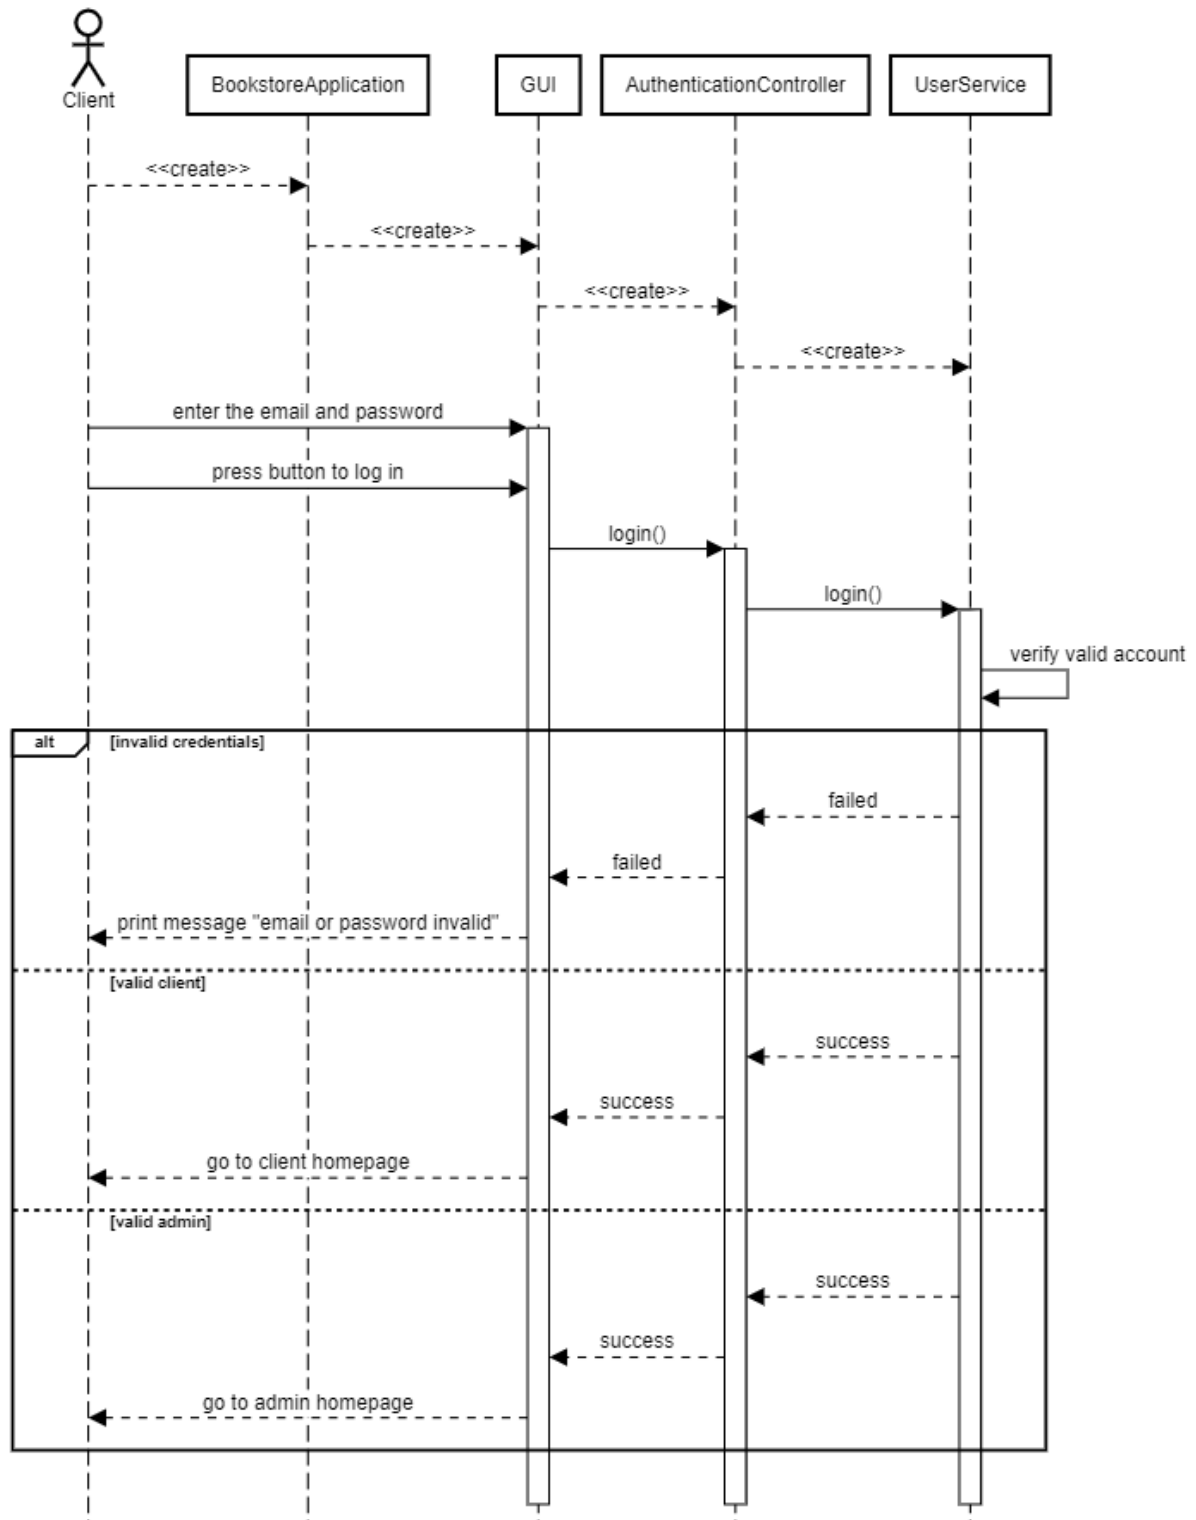 Client
BookstoreApplication
GUI
AuthenticationController
UserService
<<create>>
<<create>>
<<create>>
<<create>>
enter the email and password
press button to log in
login()
login()
verify valid account
alt
[invalid credentials]
failed
failed
print message "email or password invalid"
[valid client]
success
success
go to client homepage
[valid admin]
success
success
go to admin homepage